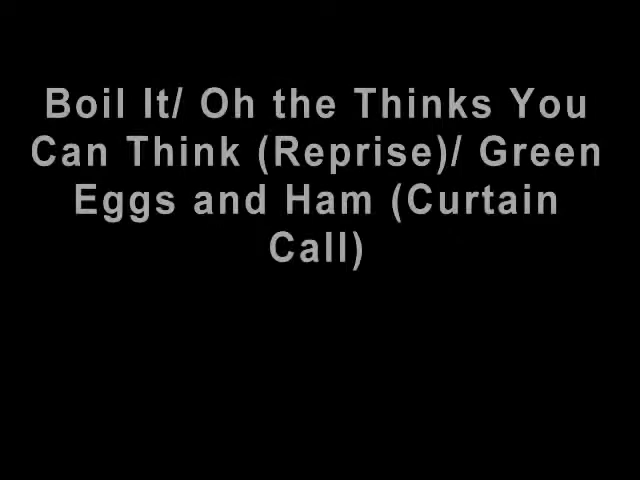 Boil It/ Oh the Thinks You
Can Think (Reprise)/ Green
Eggs and Ham (Curtain
Call)